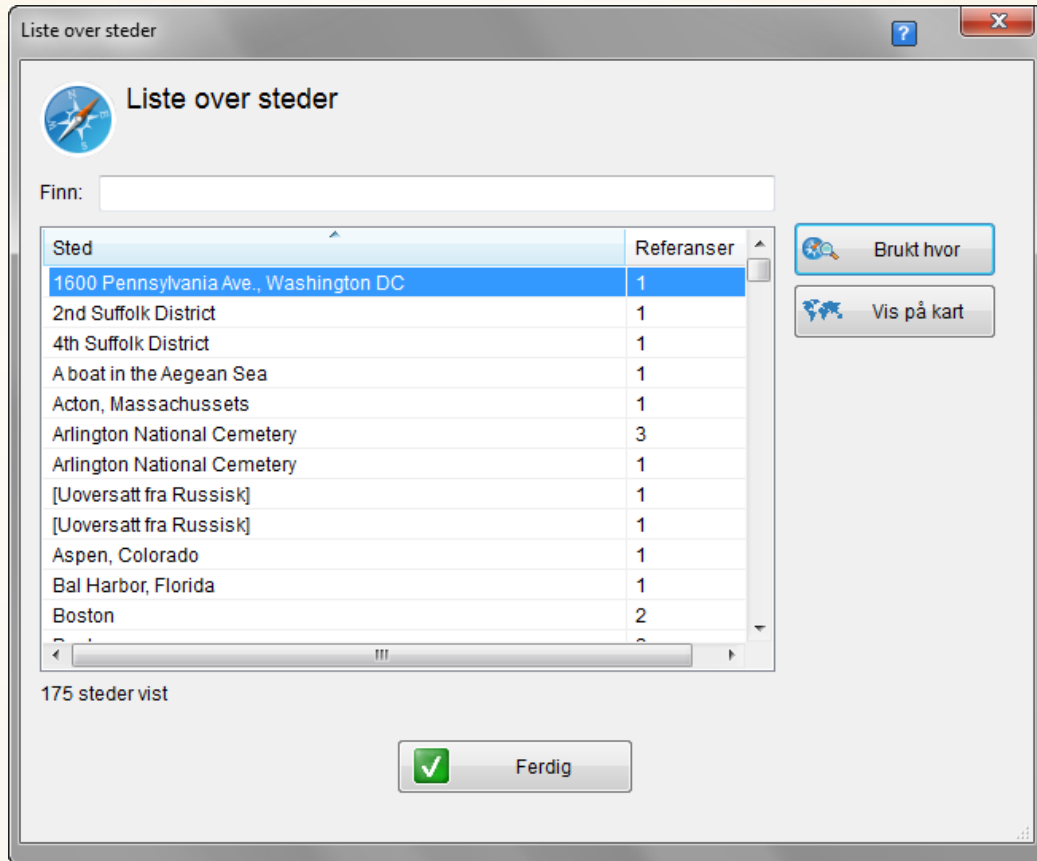 Liste over steder
Liste over steder
Finn:
Sted Referanser
1600 Pennsylvania Ave., Washington DC 1
2nd Suffolk District 1
4th Suffolk District 1
A boat in the Aegean Sea 1
Acton, Massachussets 1
Arlington National Cemetery 3
Arlington National Cemetery 1
[Uoversatt fra Russisk] 1
[Uoversatt fra Russisk] 1
Aspen, Colorado 1
Bal Harbor, Florida 1
Boston 2
Brukt hvor
Vis på kart
175 steder vist
Ferdig